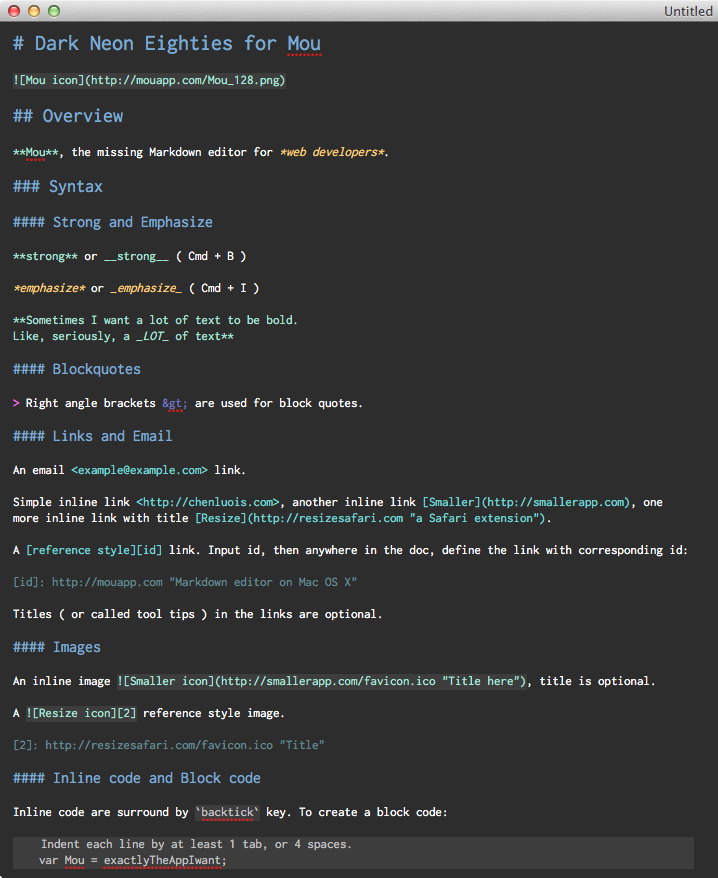 Untitled
# Dark Neon Eighties for Mou
![Mou icon](http://mouapp.com/Mou_128.png)
## Overview
**Mou**, the missing Markdown editor for *web developers*.
### Syntax
#### Strong and Emphasize
**strong** or __strong__ ( Cmd + B )
*emphasize* or _emphasize_ ( Cmd + I )
**Sometimes I want a lot of text to be bold.
Like, seriously, a _LOT_ of text**
#### Blockquotes
> Right angle brackets &gt; are used for block quotes.
#### Links and Email
An email <example@example.com> link.
Simple inline link <http://chenluois.com>, another inline link [Smaller](http://smallerapp.com), one
more inline link with title [Resize](http://resizesafari.com "a Safari extension").
A [reference style][id] link. Input id, then anywhere in the doc, define the link with corresponding id:
[id]: http://mouapp.com "Markdown editor on Mac OS X"
Titles ( or called tool tips ) in the links are optional.
#### Images
An inline image ![Smaller icon](http://smallerapp.com/favicon.ico "Title here"), title is optional.
A ![Resize icon][2] reference style image.
[2]: http://resizesafari.com/favicon.ico "Title"
#### Inline code and Block code
Inline code are surround by `backtick` key. To create a block code:
Indent each line by at least 1 tab, or 4 spaces.
var Mou = exactlyTheAppIwant;